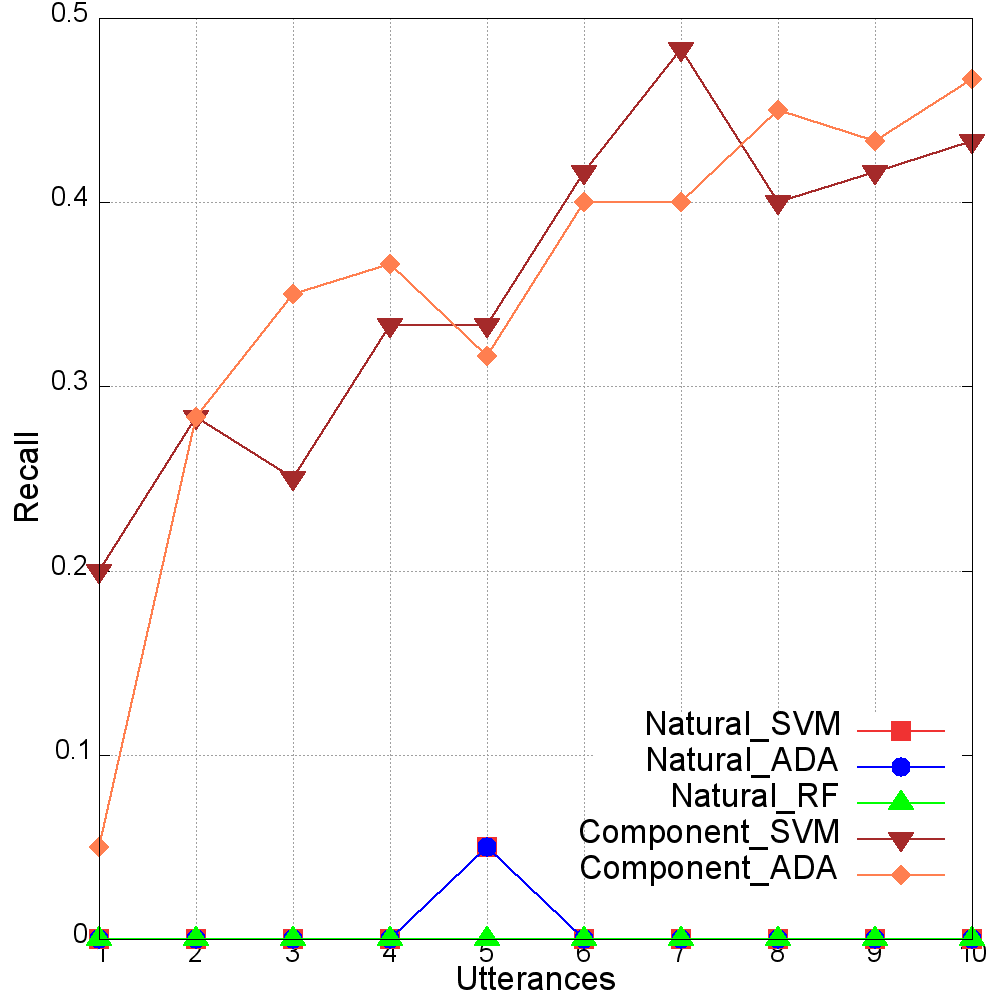 0.5
0.4
0.3
0.2
0.1
0
Recall
Natural_SVM
Natural_ADA
Natural_RF
Component_SVM
Component_ADA
1 2 3 4 5 6 7 8 9 10
Utterances